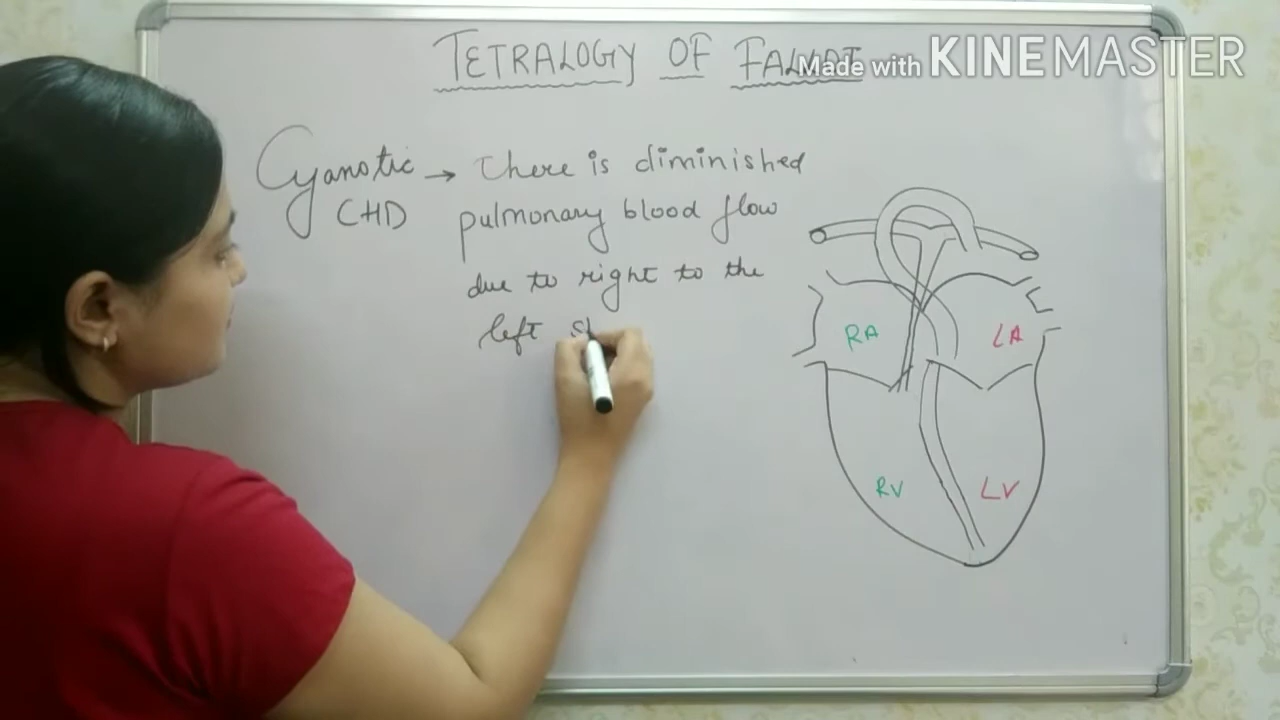 TETRALOGY OF
Made with KINEMASTER
Cyanotic → There is diminished
CHD pulmonary blood flow
due to right to the
left
RA
LA
RV
LV